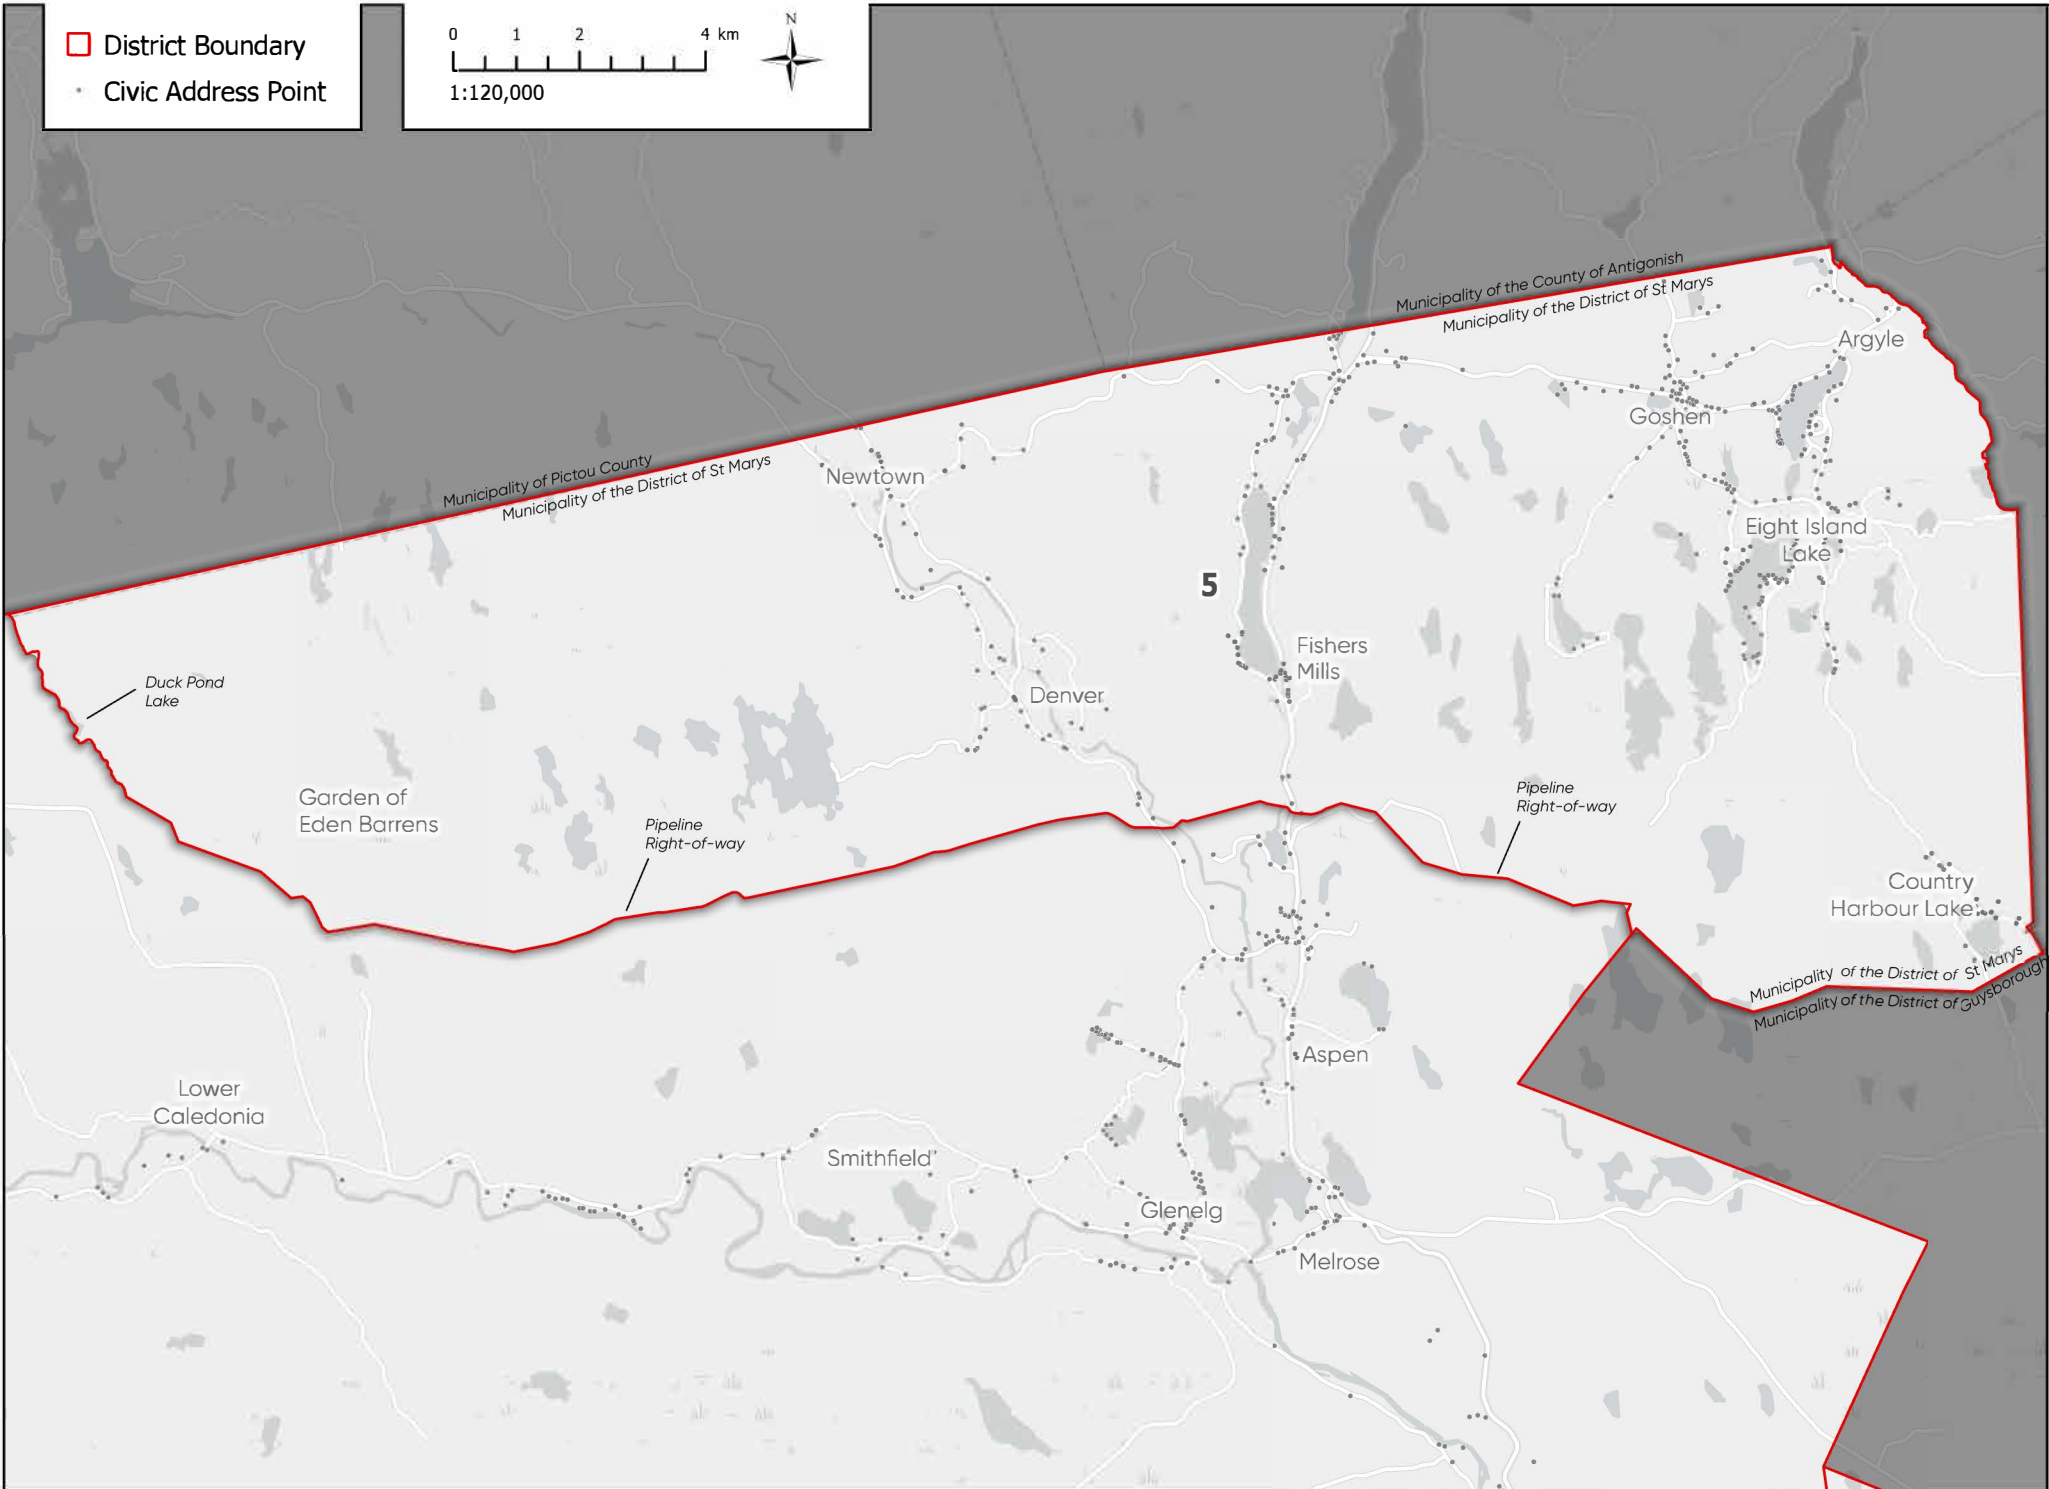 District Boundary
Civic Address Point
0 1 2 4 km
1:120,000
N
Municipality of the County of Antigonish
Municipality of the District of St Marys
Argyle
Goshen
Municipality of Pictou County
Municipality of the District of St Marys
Newtown
Eight Island
Lake
5
Fishers
Mills
Duck Pond
Lake
Denver
Garden of
Eden Barrens
Pipeline
Right-of-way
Pipeline
Right-of-way
Country
Harbour Lake
Municipality of the District of St Marys
Municipality of the District of Guysborough
Aspen
Lower
Caledonia
Smithfield
Glenelg
Melrose